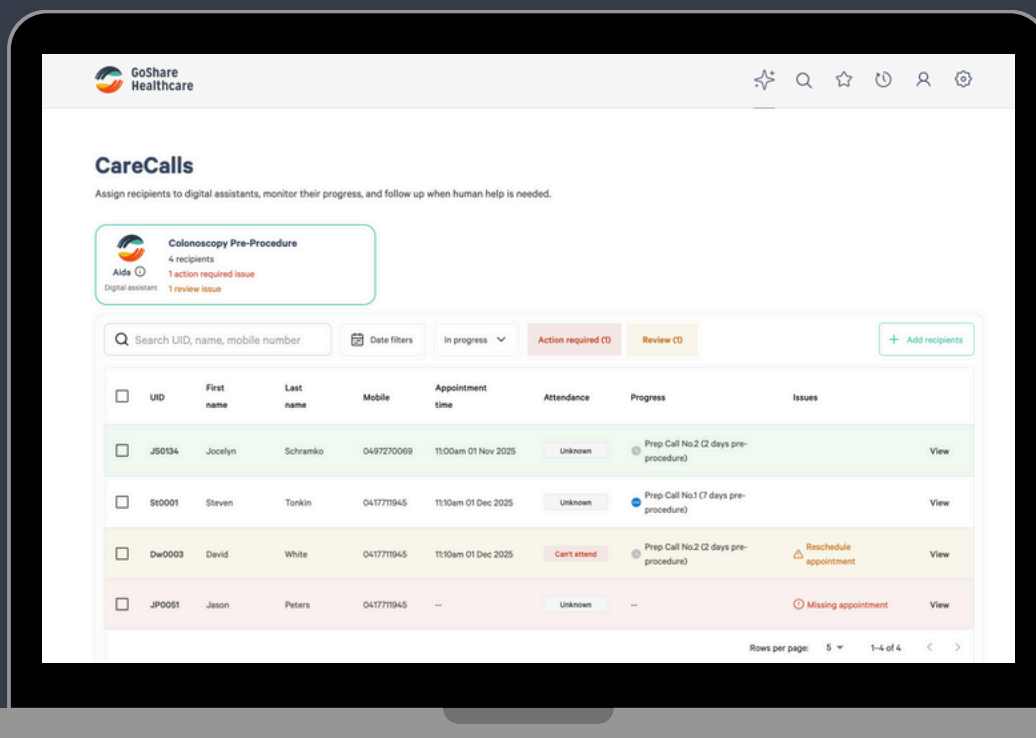 GoShare
Healthcare
CareCalls
Assign recipients to digital assistants, monitor their progress, and follow up when human help is needed.
Colonoscopy Pre-Procedure
4 recipients
Aida
1 action required issue
Digital assistant
1 review issue
Search UID, name, mobile number
Date filters
In progress
Action required (1)
Review (1)
+ Add recipients
UID
First
name
Last
name
Mobile
Appointment
time
Attendance
Progress
Issues
JS0134 Jocelyn Schramko 0497270069 11:00am 01 Nov 2025 Unknown Prep Call No.2 (2 days pre-
procedure) View
St0001 Steven Tonkin 0417711945 11:10am 01 Dec 2025 Unknown Prep Call No.1 (7 days pre-
procedure) View
Dw0003 David White 0417711945 11:10am 01 Dec 2025 Can't attend Prep Call No.2 (2 days pre-
procedure) Reschedule
appointment View
JP0051 Jason Peters 0417711945 -- Unknown -- Missing appointment View
Rows per page: 5 1–4 of 4